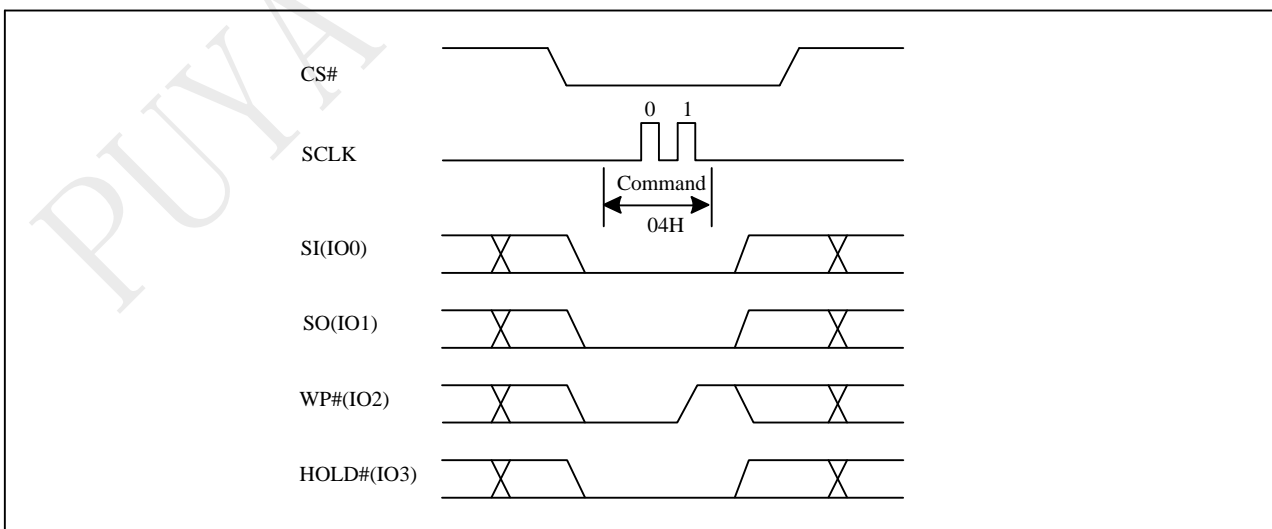 PUYA
CS#
0 1
SCLK
Command
04H
SI(IO0)
SO(IO1)
WP#(IO2)
HOLD#(IO3)